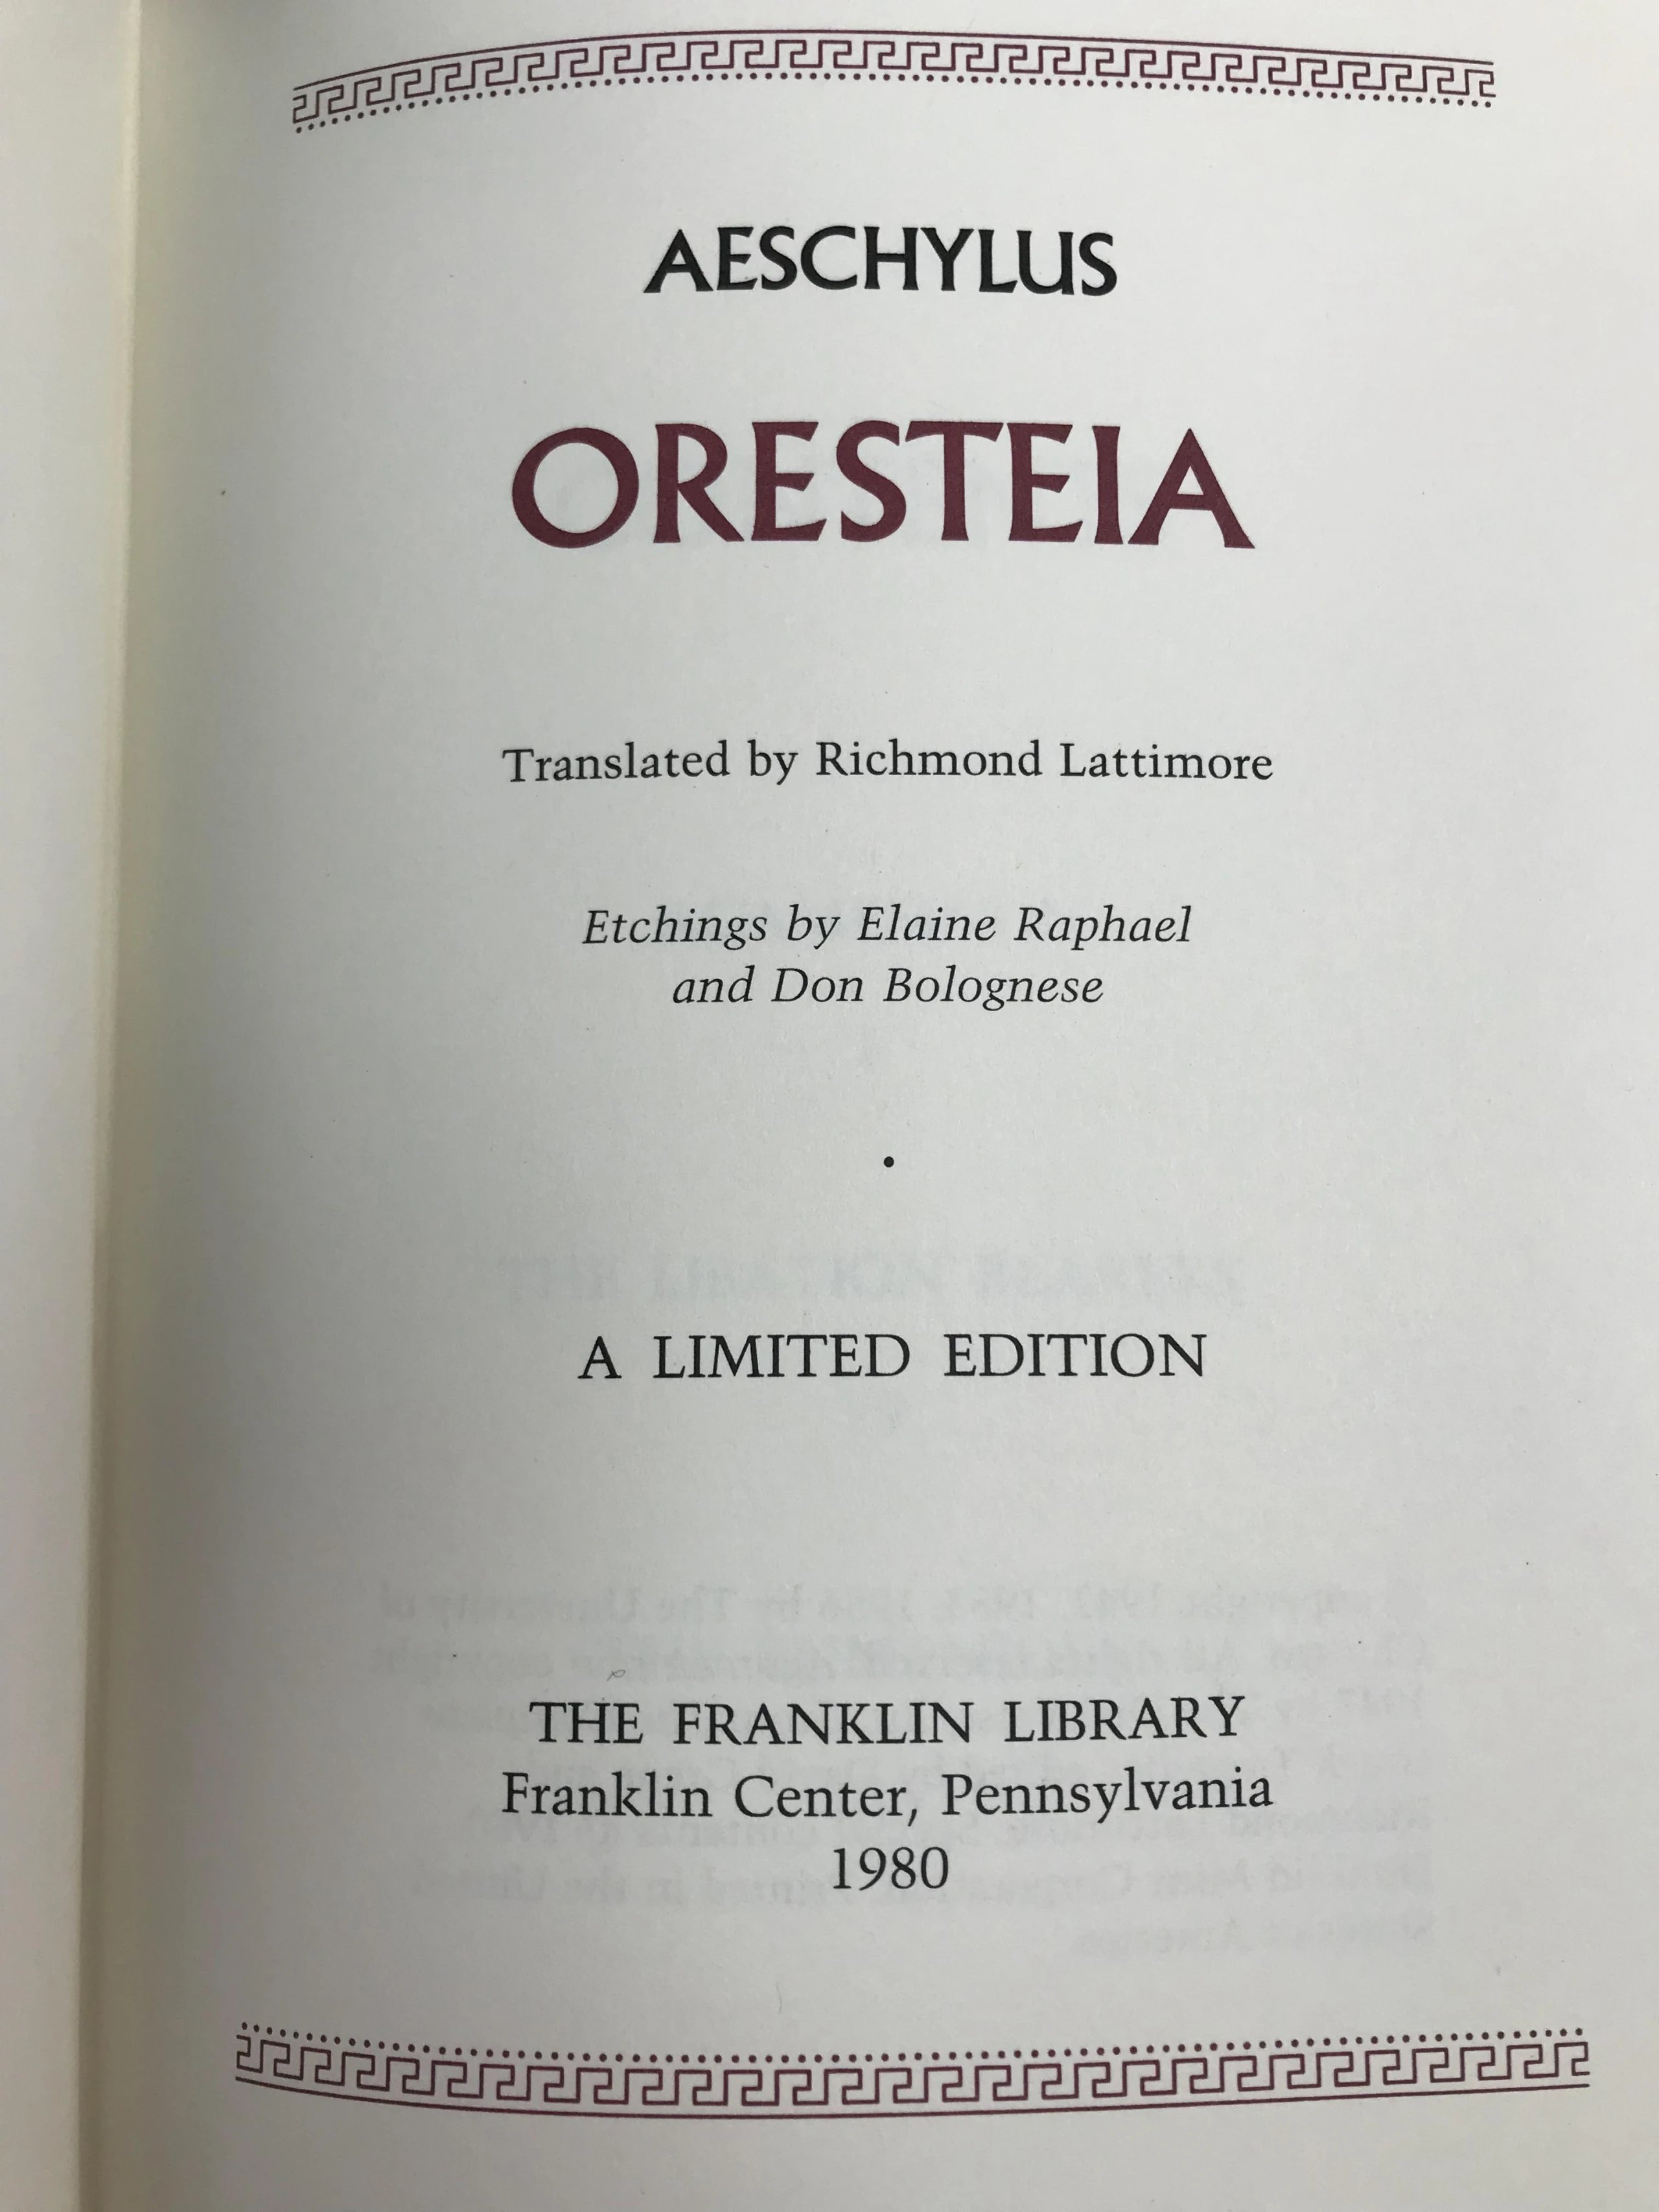 AESCHYLUS
ORESTEIA
Translated by Richmond Lattimore
Etchings by Elaine Raphael
and Don Bolognese
•
A LIMITED EDITION
THE FRANKLIN LIBRARY
Franklin Center, Pennsylvania
1980